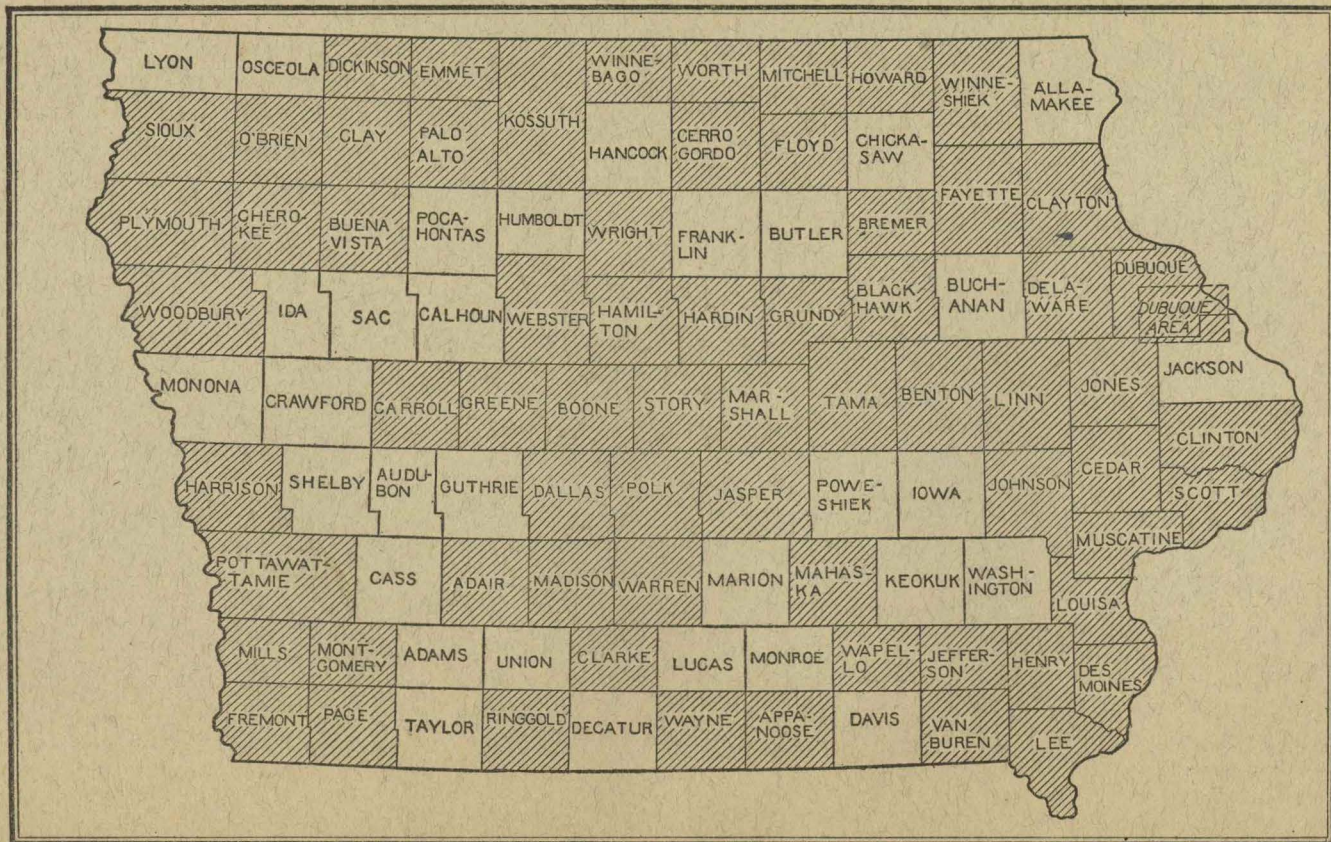 LYON
OSCEOLA
DICKINSON
EMMET
KOSSUTH
WINNE-
BAGO
WORTH
MITCHELL
HOWARD
WINNE-
SHIEK
ALLA-
MAKEE
SIOUX
O'BRIEN
CLAY
PALO
ALTO
HANCOCK
CERRO
GORDO
FLOYD
CHICKA-
SAW
FAYETTE
CLAYTON
PLYMOUTH
CHERO-
KEE
BUENA
VISTA
POCA-
HONTAS
HUMBOLDT
WRIGHT
FRANK-
LIN
BUTLER
BREMER
WOODBURY
IDA
SAC
CALHOUN
WEBSTER
HAMIL-
TON
HARDIN
GRUNDY
BLACK
HAWK
BUCH-
ANAN
DELA-
WARE
DUBUQUE
DUBUQUE
AREA
MONONA
CRAWFORD
CARROLL
GREENE
BOONE
STORY
MAR-
SHALL
TAMA
BENTON
LINN
JONES
JACKSON
HARRISON
SHELBY
AUDU-
BON
GUTHRIE
DALLAS
POLK
JASPER
POWE-
SHIEK
IOWA
JOHNSON
CEDAR
CLINTON
SCOTT
MUSCATINE
POTTAWAT-
TAMIE
CASS
ADAIR
MADISON
WARREN
MARION
MAHAS-
KA
KEOKUK
WASH-
INGTON
LOUISA
MILLS
MONT-
GOMERY
ADAMS
UNION
CLARKE
LUCAS
MONROE
WAPEL-
LO
JEFFER-
SON
HENRY
DES
MOINES
FREMONT
PAGE
TAYLOR
RINGGOLD
DECATUR
WAYNE
APPA-
NOOSE
DAVIS
VAN
BUREN
LEE